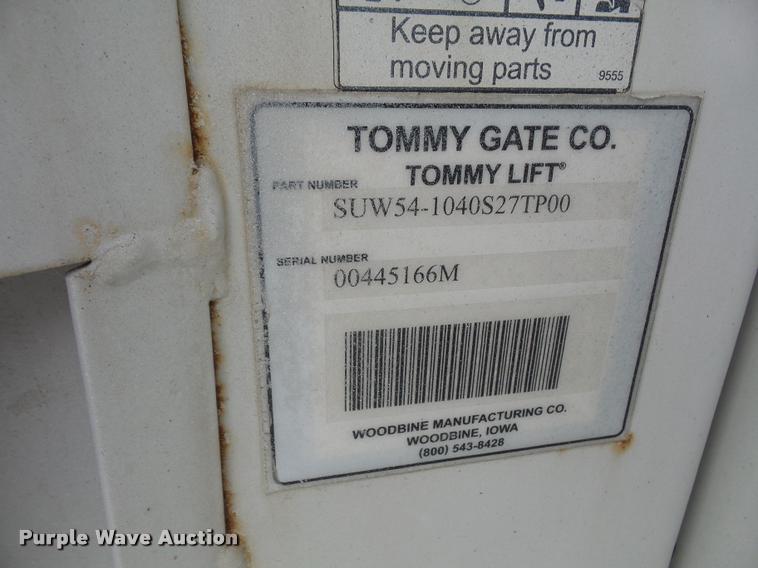 Keep away from
moving parts
9555
TOMMY GATE CO.
TOMMY LIFT®
PART NUMBER
SUW54-1040S27TP00
SERIAL NUMBER
00445166M
WOODBINE MANUFACTURING CO.
WOODBINE, IOWA
(800) 543-8428
Purple Wave Auction